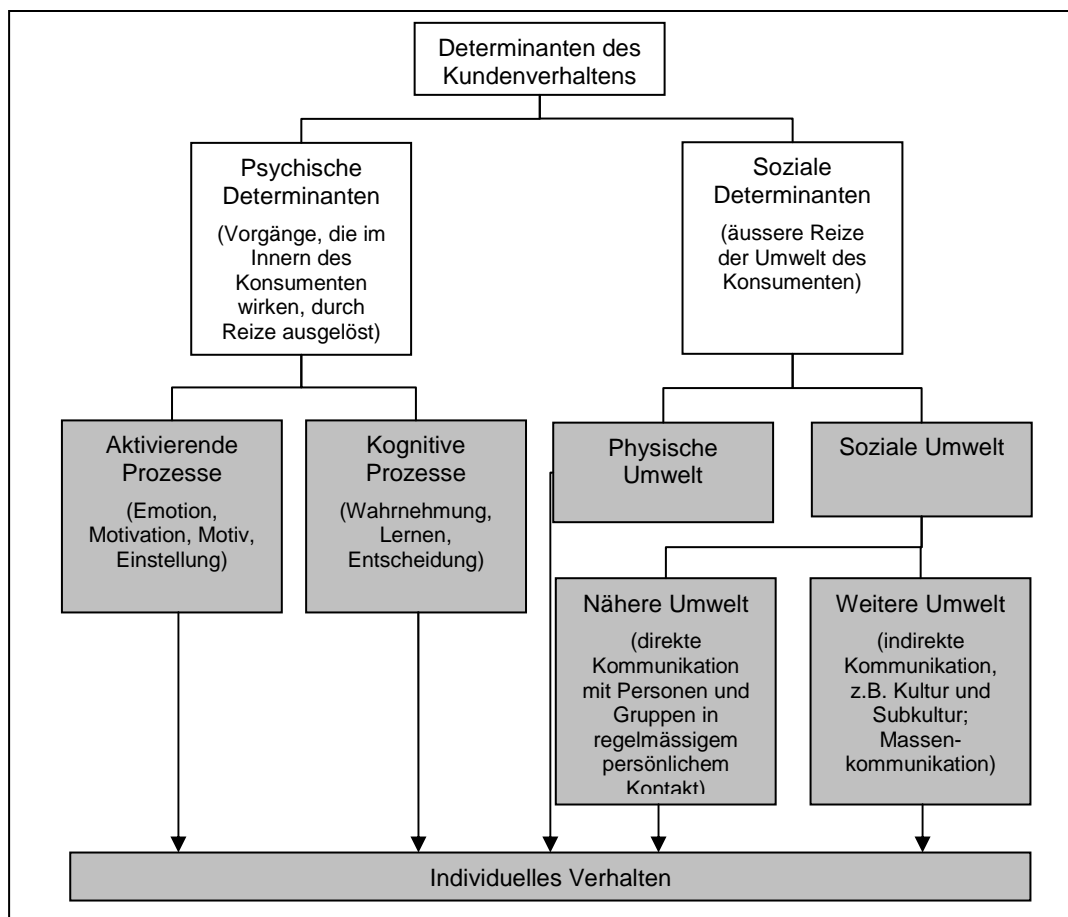 Determinanten des
Kundenverhaltens
Psychische
Determinanten
(Vorgänge, die im
Innern des
Konsumenten
wirken, durch
Reize ausgelöst)
Soziale
Determinanten
(äussere Reize
der Umwelt des
Konsumenten)
Aktivierende
Prozesse
(Emotion,
Motivation, Motiv,
Einstellung)
Kognitive
Prozesse
(Wahrnehmung,
Lernen,
Entscheidung)
Physische
Umwelt
Soziale Umwelt
Nähere Umwelt
(direkte
Kommunikation
mit Personen und
Gruppen in
regelmässigem
persönlichem
Kontakt)
Weitere Umwelt
(indirekte
Kommunikation,
z.B. Kultur und
Subkultur;
Massen-
kommunikation)
Individuelles Verhalten